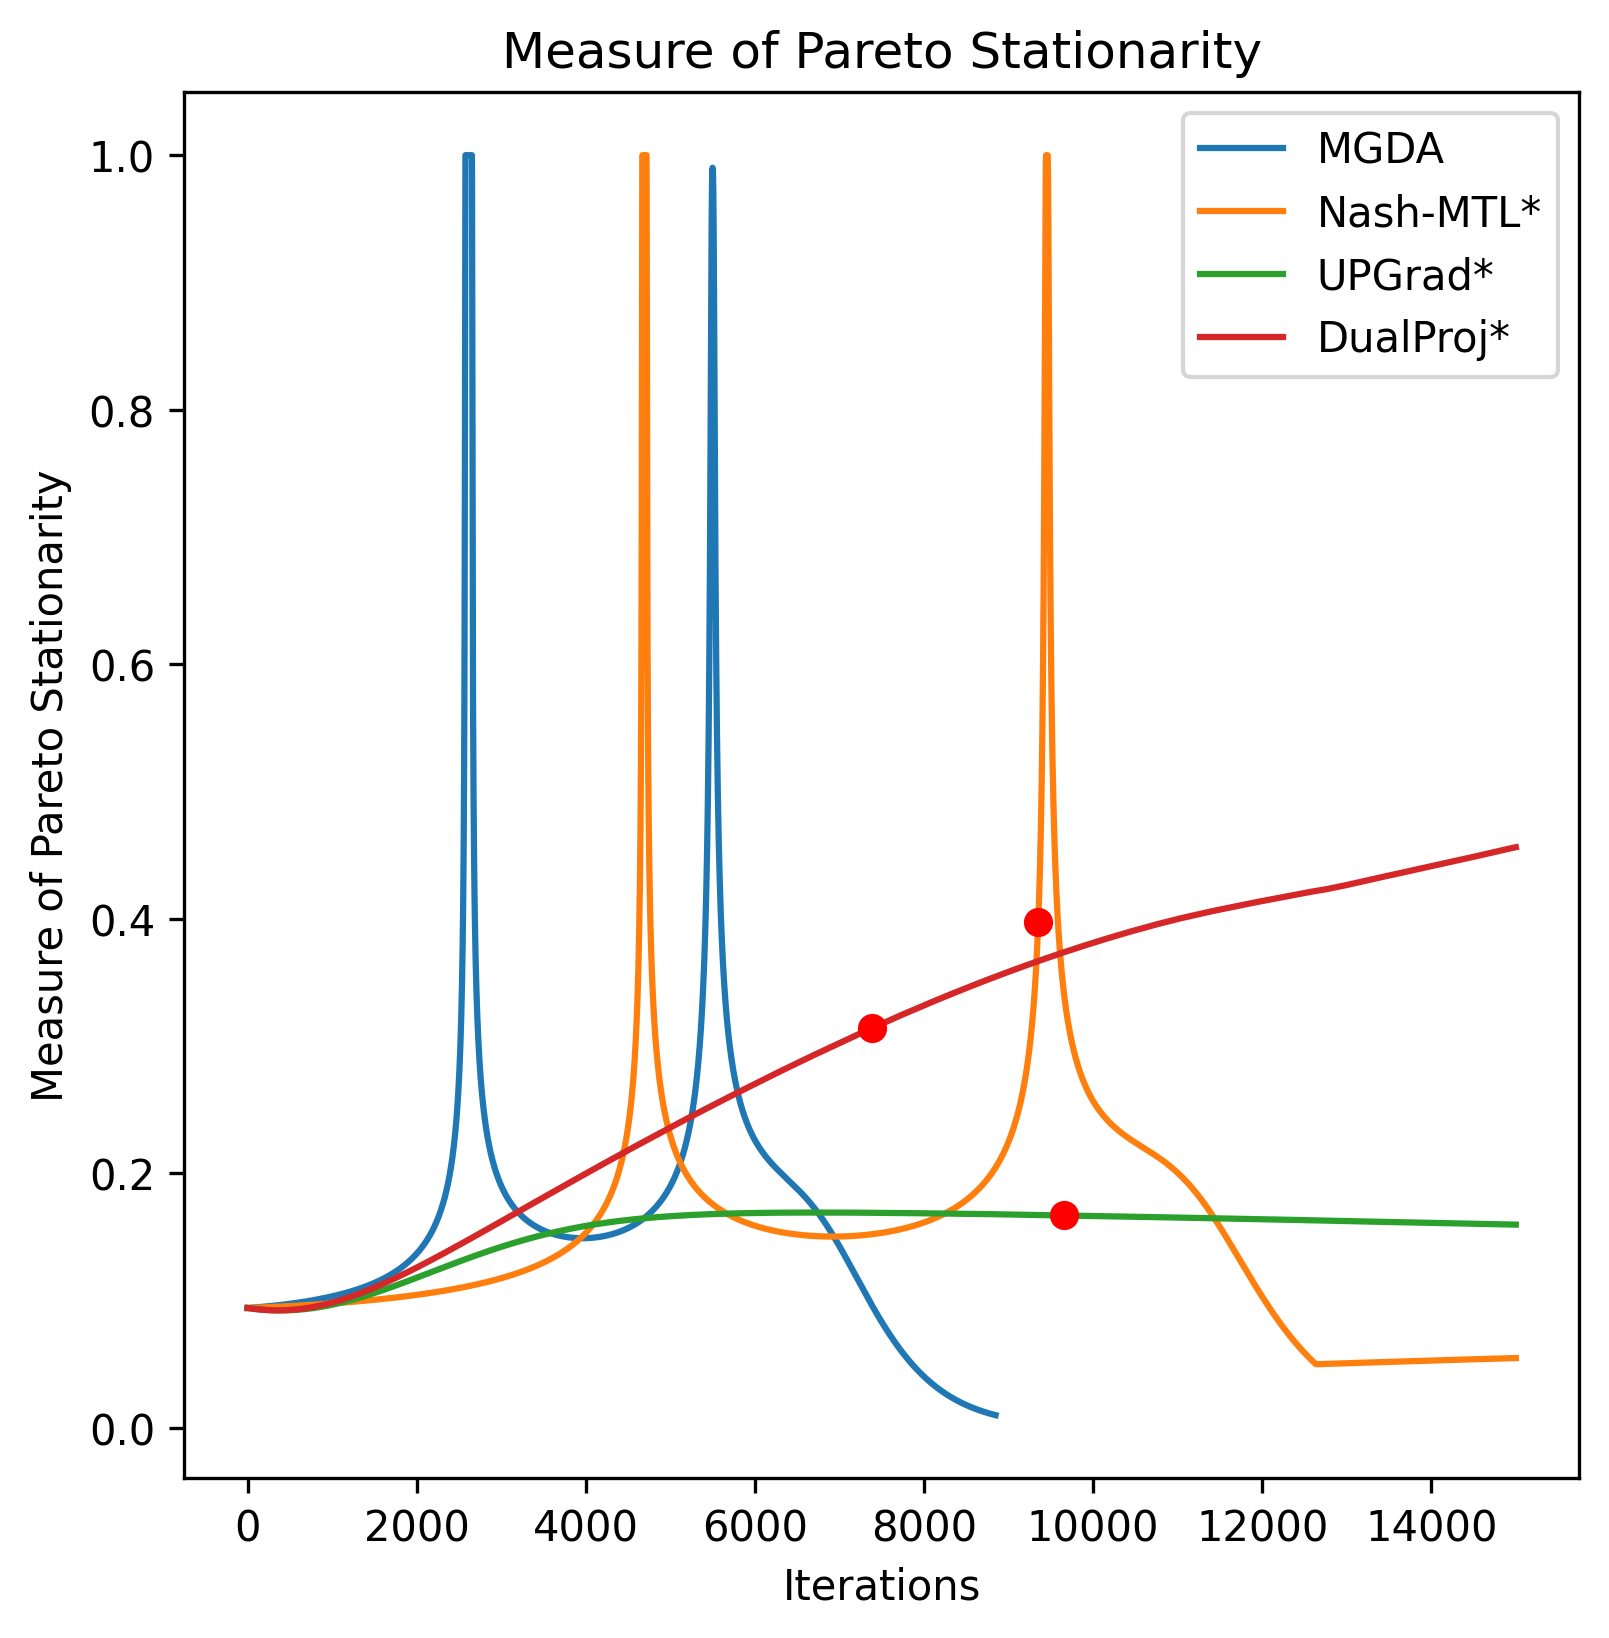 Measure of Pareto Stationarity
MGDA
Nash-MTL*
UPGrad*
DualProj*
Measure of Pareto Stationarity
1.0
0.8
0.6
0.4
0.2
0.0
0 2000 4000 6000 8000 10000 12000 14000
Iterations